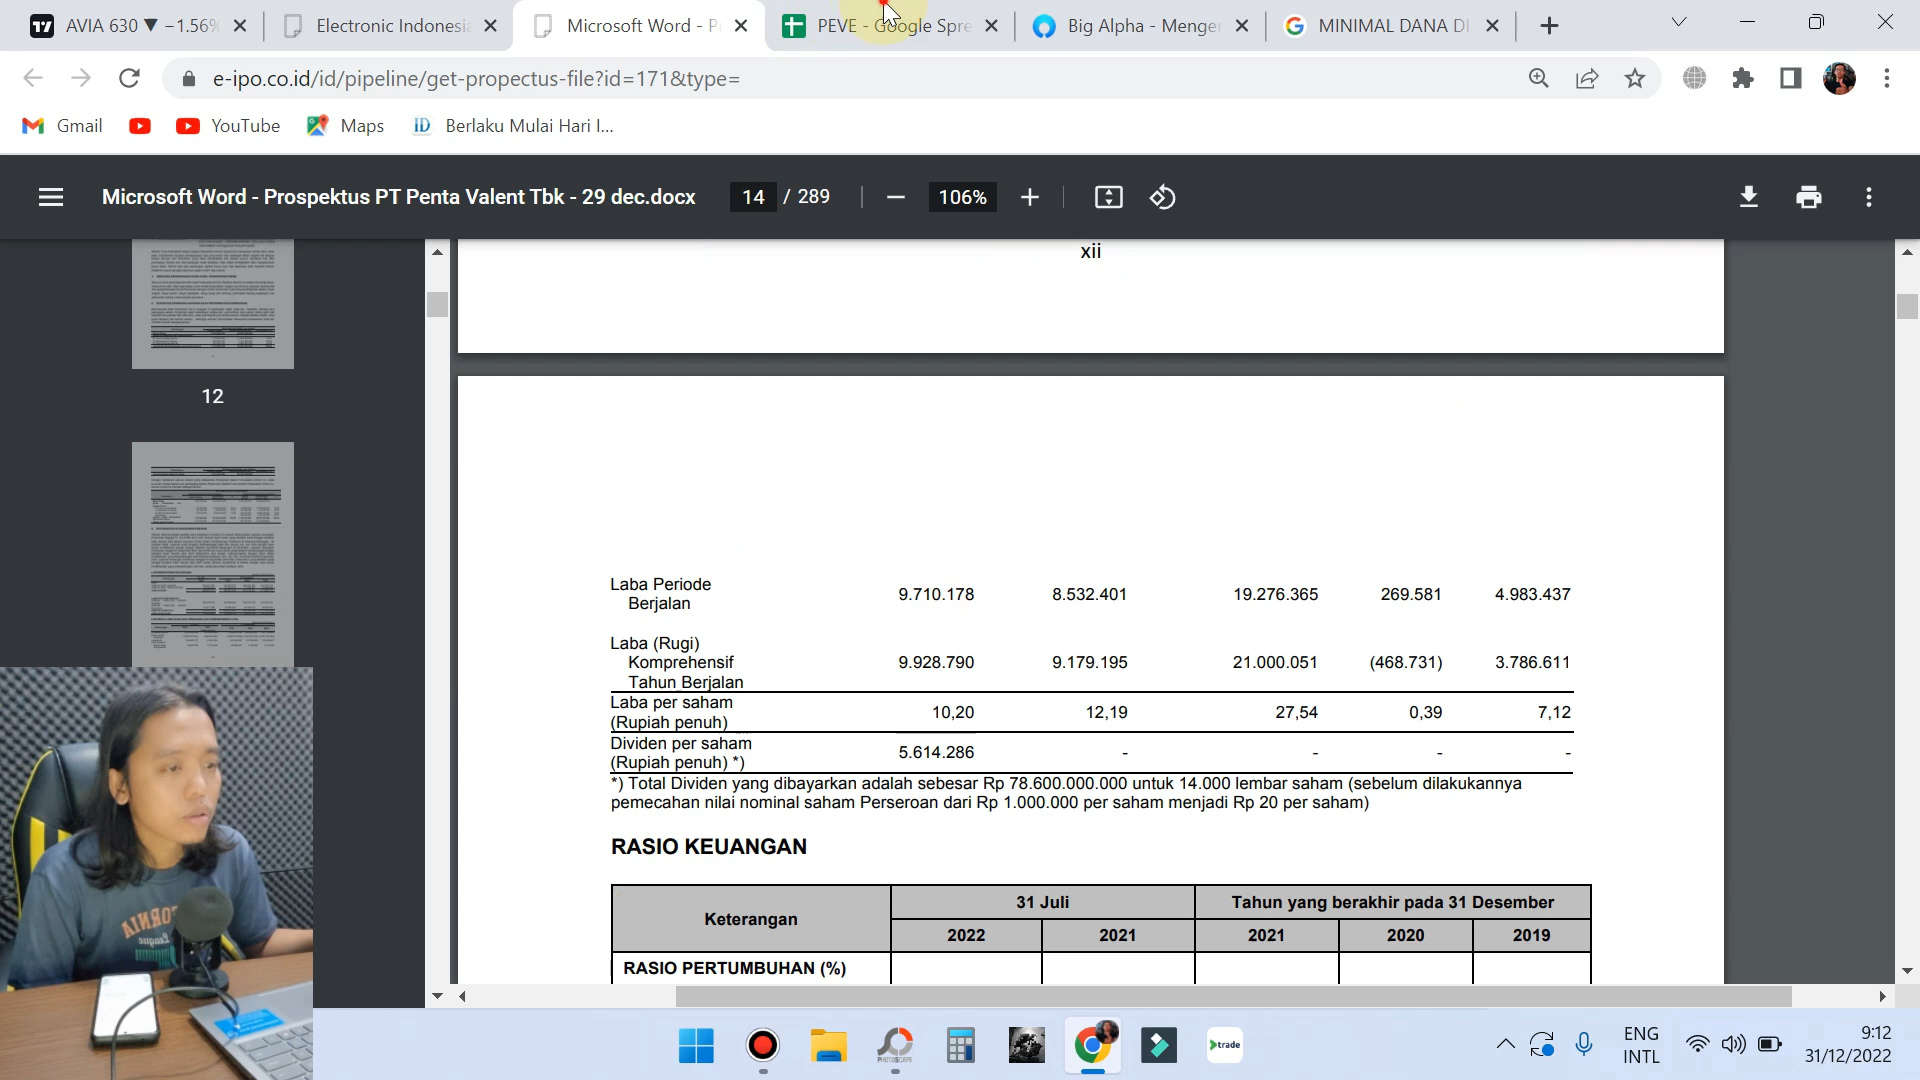 AVIA 630 ▼ −1.56%
Electronic Indonesia
Microsoft Word - P
PEVE - Google Spre
Big Alpha - Menge
MINIMAL DANA DI
e-ipo.co.id/id/pipeline/get-propectus-file?id=171&type=
Gmail
YouTube
Maps
ID Berlaku Mulai Hari I...
Microsoft Word - Prospektus PT Penta Valent Tbk - 29 dec.docx
14 / 289
106%
12
xii
Laba Periode
Berjalan 9.710.178 8.532.401 19.276.365 269.581 4.983.437
Laba (Rugi)
Komprehensif 9.928.790 9.179.195 21.000.051 (468.731) 3.786.611
Tahun Berjalan
Laba per saham
(Rupiah penuh) 10,20 12,19 27,54 0,39 7,12
Dividen per saham
(Rupiah penuh) *) 5.614.286 - - - -
*) Total Dividen yang dibayarkan adalah sebesar Rp 78.600.000.000 untuk 14.000 lembar saham (sebelum dilakukannya
pemecahan nilai nominal saham Perseroan dari Rp 1.000.000 per saham menjadi Rp 20 per saham)
RASIO KEUANGAN
Keterangan 31 Juli Tahun yang berakhir pada 31 Desember
2022 2021 2021 2020 2019
RASIO PERTUMBUHAN (%)
PHOTOSCAPE
trade
ENG
INTL
9:12
31/12/2022